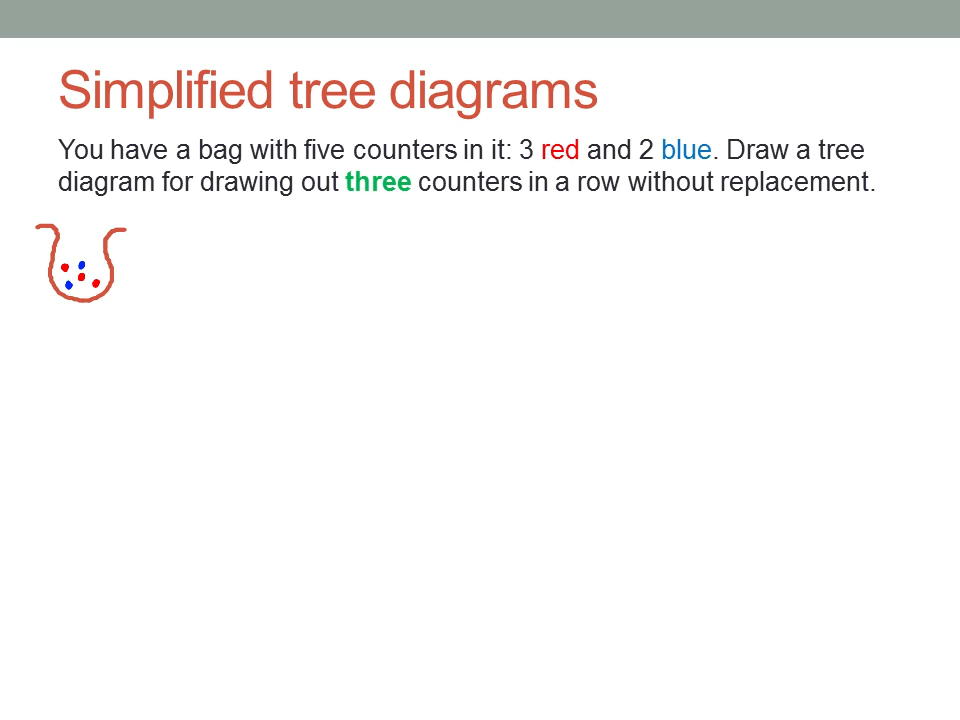 Simplified tree diagrams
You have a bag with five counters in it: 3 red and 2 blue. Draw a tree
diagram for drawing out three counters in a row without replacement.